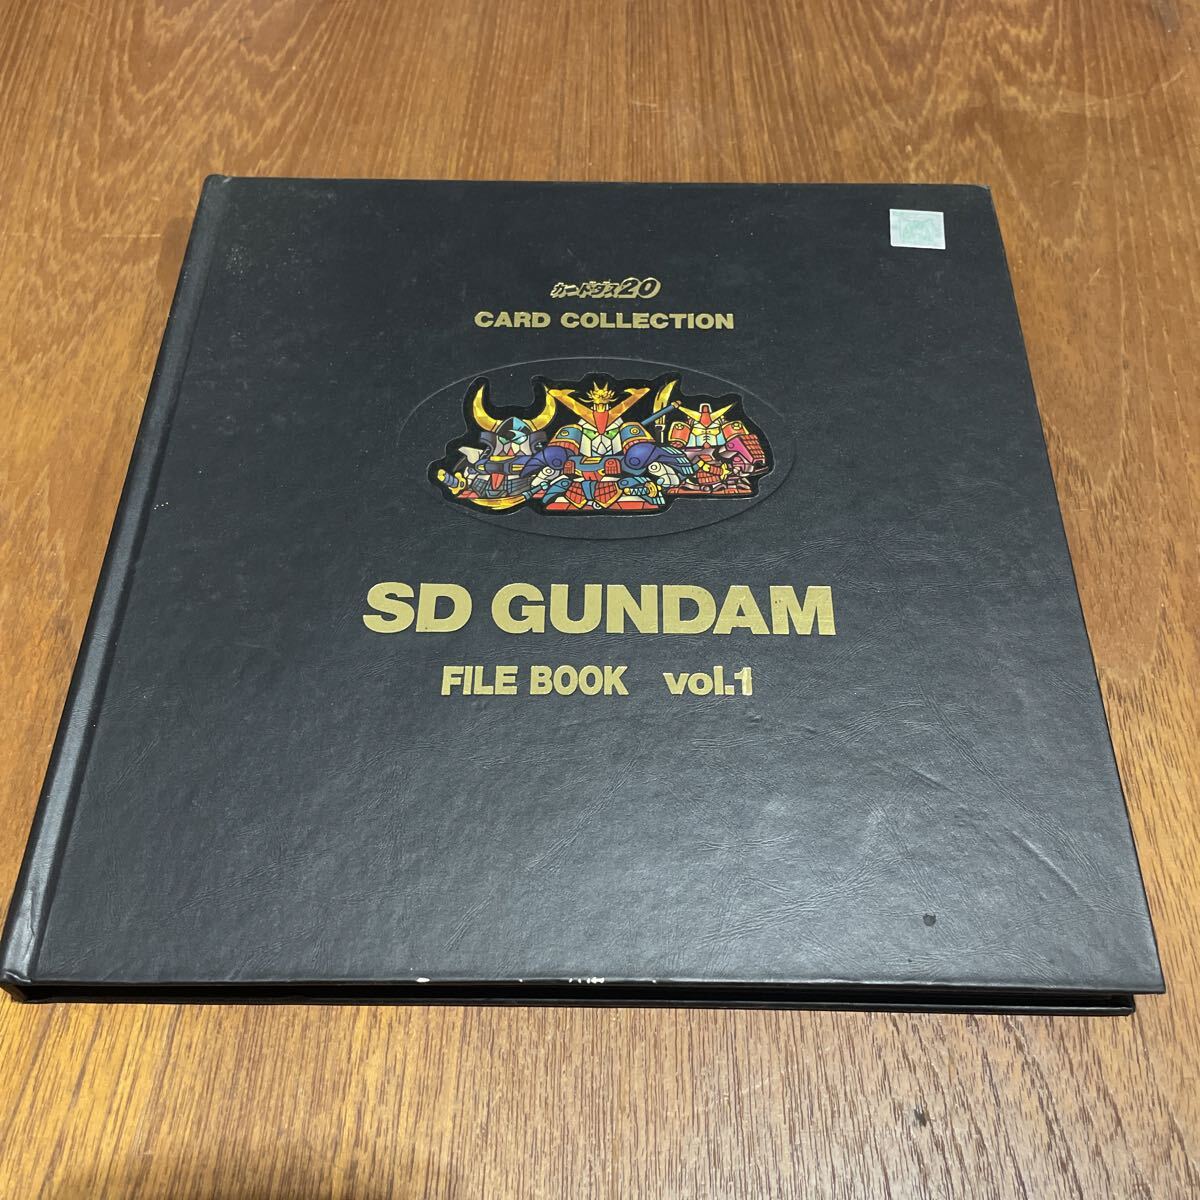 カードダス20
CARD COLLECTION
SD GUNDAM
FILE BOOK vol.1